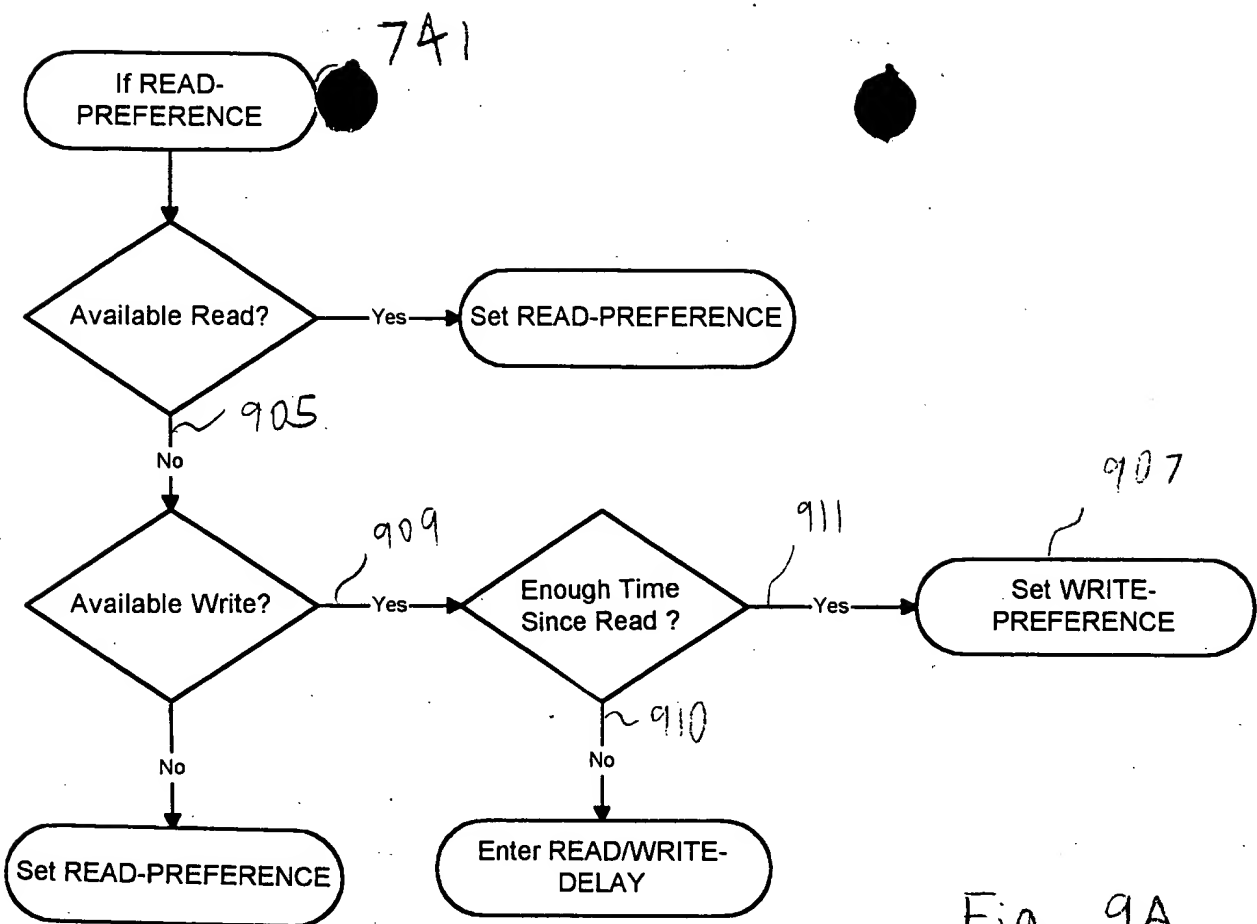 741
If READ-
PREFERENCE
Available Read?
Yes
Set READ-PREFERENCE
905
No
907
909
911
Available Write?
Yes
Enough Time
Since Read ?
Yes
Set WRITE-
PREFERENCE
910
No
No
Set READ-PREFERENCE
Enter READ/WRITE-
DELAY
Fig. 9A